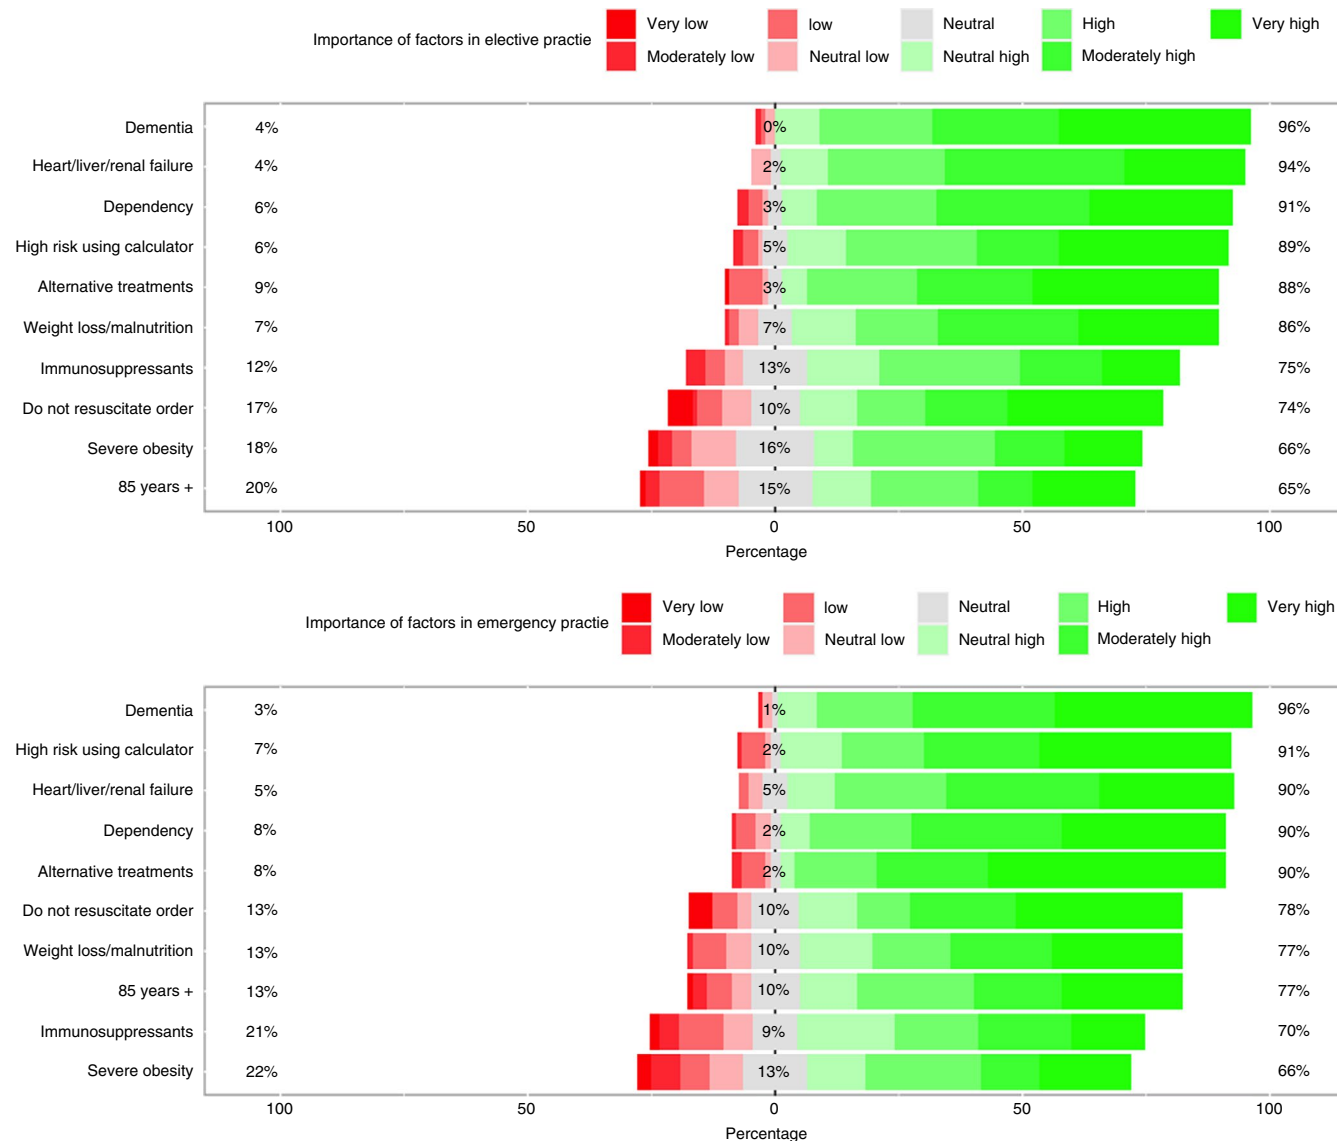 Very low low Neutral High Very high
Importance of factors in elective practie
Moderately low Neutral low Neutral high Moderately high
Dementia 4% 0% 96%
Heart/liver/renal failure 4% 2% 94%
Dependency 6% 3% 91%
High risk using calculator 6% 5% 89%
Alternative treatments 9% 3% 88%
Weight loss/malnutrition 7% 7% 86%
Immunosuppressants 12% 13% 75%
Do not resuscitate order 17% 10% 74%
Severe obesity 18% 16% 66%
85 years + 20% 15% 65%
100 50 0 50 100
Percentage
Very low low Neutral High Very high
Importance of factors in emergency practie
Moderately low Neutral low Neutral high Moderately high
Dementia 3% 1% 96%
High risk using calculator 7% 2% 91%
Heart/liver/renal failure 5% 5% 90%
Dependency 8% 2% 90%
Alternative treatments 8% 2% 90%
Do not resuscitate order 13% 10% 78%
Weight loss/malnutrition 13% 10% 77%
85 years + 13% 10% 77%
Immunosuppressants 21% 9% 70%
Severe obesity 22% 13% 66%
100 50 0 50 100
Percentage